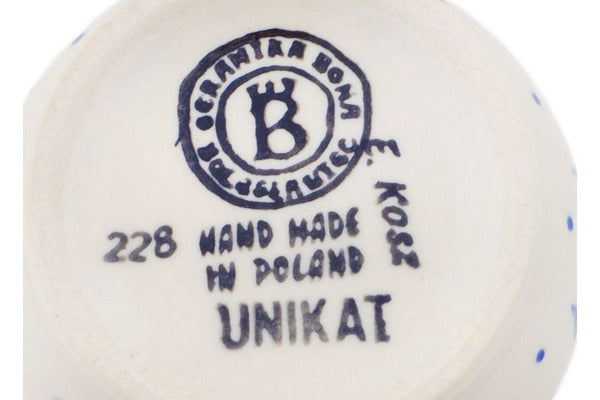 CERAMIKA BONA
B
E. KOSZ
228
HAND MADE
IN POLAND
UNIKAT